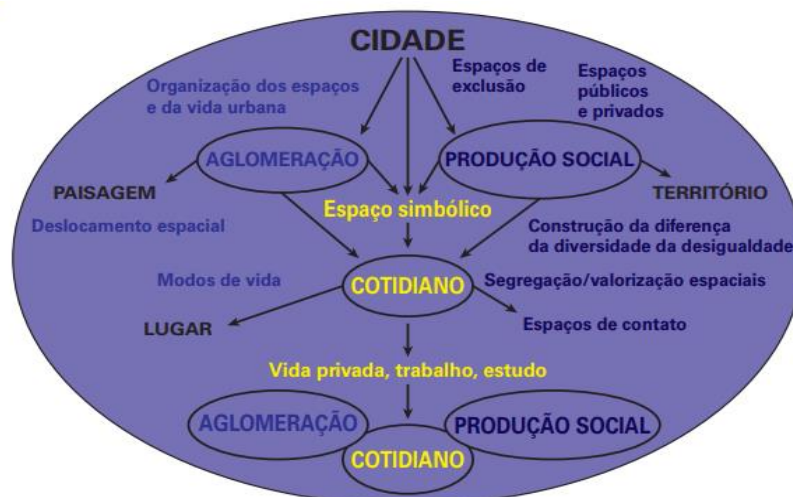 CIDADE
Organização dos espaços
e da vida urbana
Espaços de
exclusão
Espaços
públicos
e privados
AGLOMERAÇÃO
PRODUÇÃO SOCIAL
PAISAGEM
Espaço simbólico
TERRITÓRIO
Deslocamento espacial
Construção da diferença
da diversidade da desigualdade
Modos de vida
COTIDIANO
Segregação/valorização espaciais
LUGAR
Espaços de contato
Vida privada, trabalho, estudo
AGLOMERAÇÃO
PRODUÇÃO SOCIAL
COTIDIANO